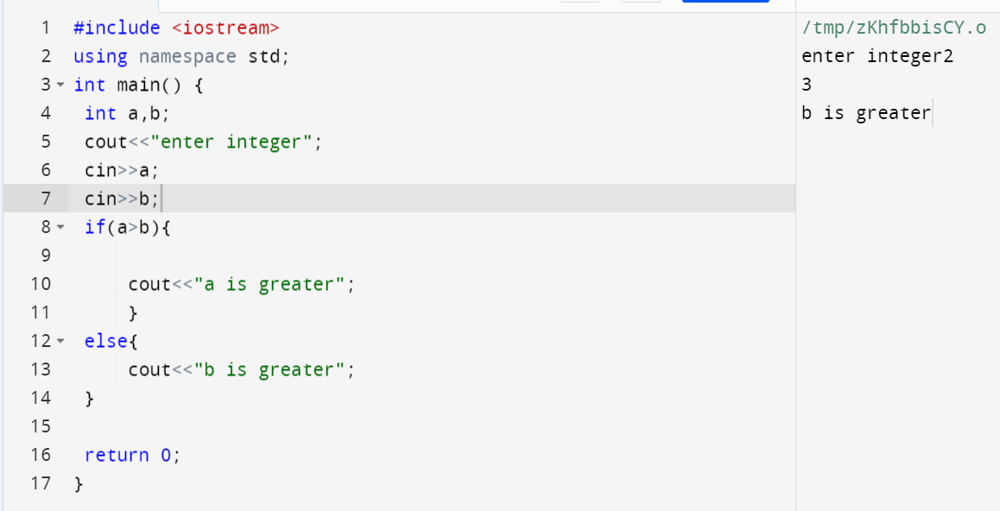 1 #include <iostream>
2 using namespace std;
3 int main() {
4 int a,b;
5 cout<<"enter integer";
6 cin>>a;
7 cin>>b;
8 if(a>b){
9
10 cout<<"a is greater";
11 }
12 else{
13 cout<<"b is greater";
14 }
15
16 return 0;
17 }
/tmp/zKhfbbisCY.o
enter integer2
3
b is greater